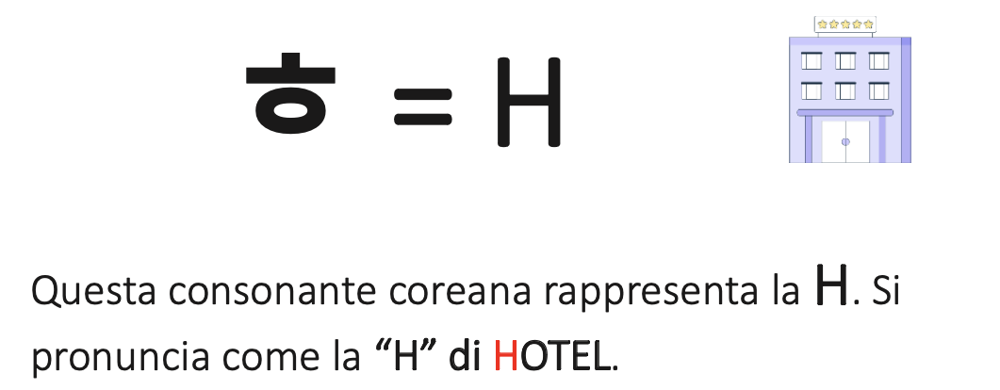 ㅎ = H
Questa consonante coreana rappresenta la H. Si
pronuncia come la “H” di HOTEL.